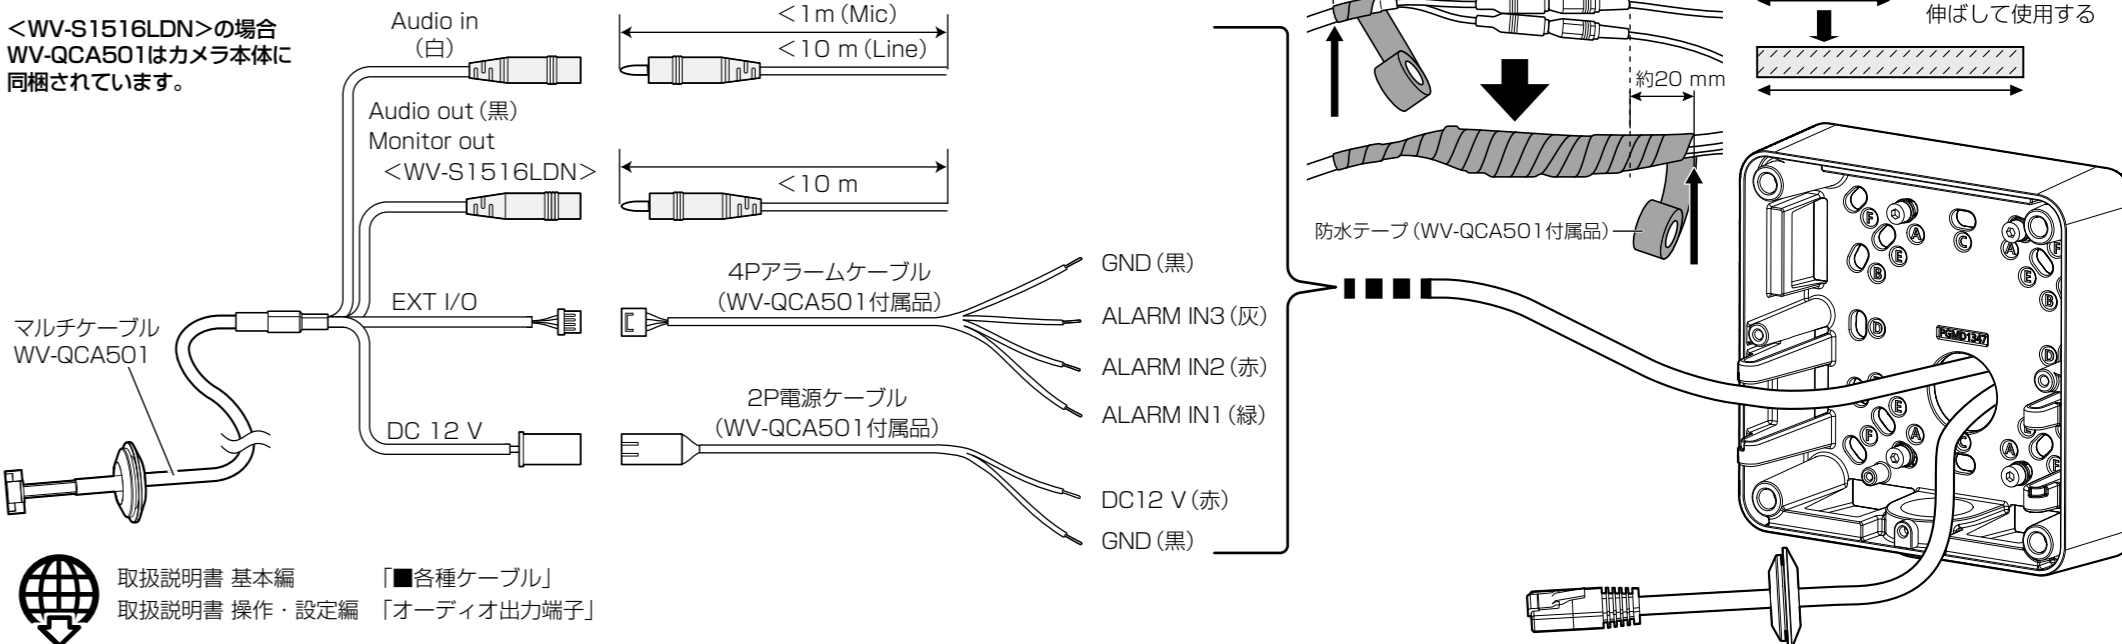 <WV-S1516LDN>の場合
WV-QCA501はカメラ本体に
同梱されています。
Audio in
(白)
<1m (Mic)
<10 m (Line)
Audio out (黒)
Monitor out
<WV-S1516LDN>
<10 m
EXT I/O
4Pアラームケーブル
(WV-QCA501付属品)
GND (黒)
ALARM IN3 (灰)
ALARM IN2 (赤)
ALARM IN1 (緑)
マルチケーブル
WV-QCA501
DC 12 V
2P電源ケーブル
(WV-QCA501付属品)
DC12 V (赤)
GND (黒)
伸ばして使用する
約20 mm
防水テープ (WV-QCA501付属品)
F
A
C
A
F
E
E
B
B
D
PGMD1347
D
E
F
A
C
A
E
F
取扱説明書 基本編 「■各種ケーブル」
取扱説明書 操作・設定編 「オーディオ出力端子」